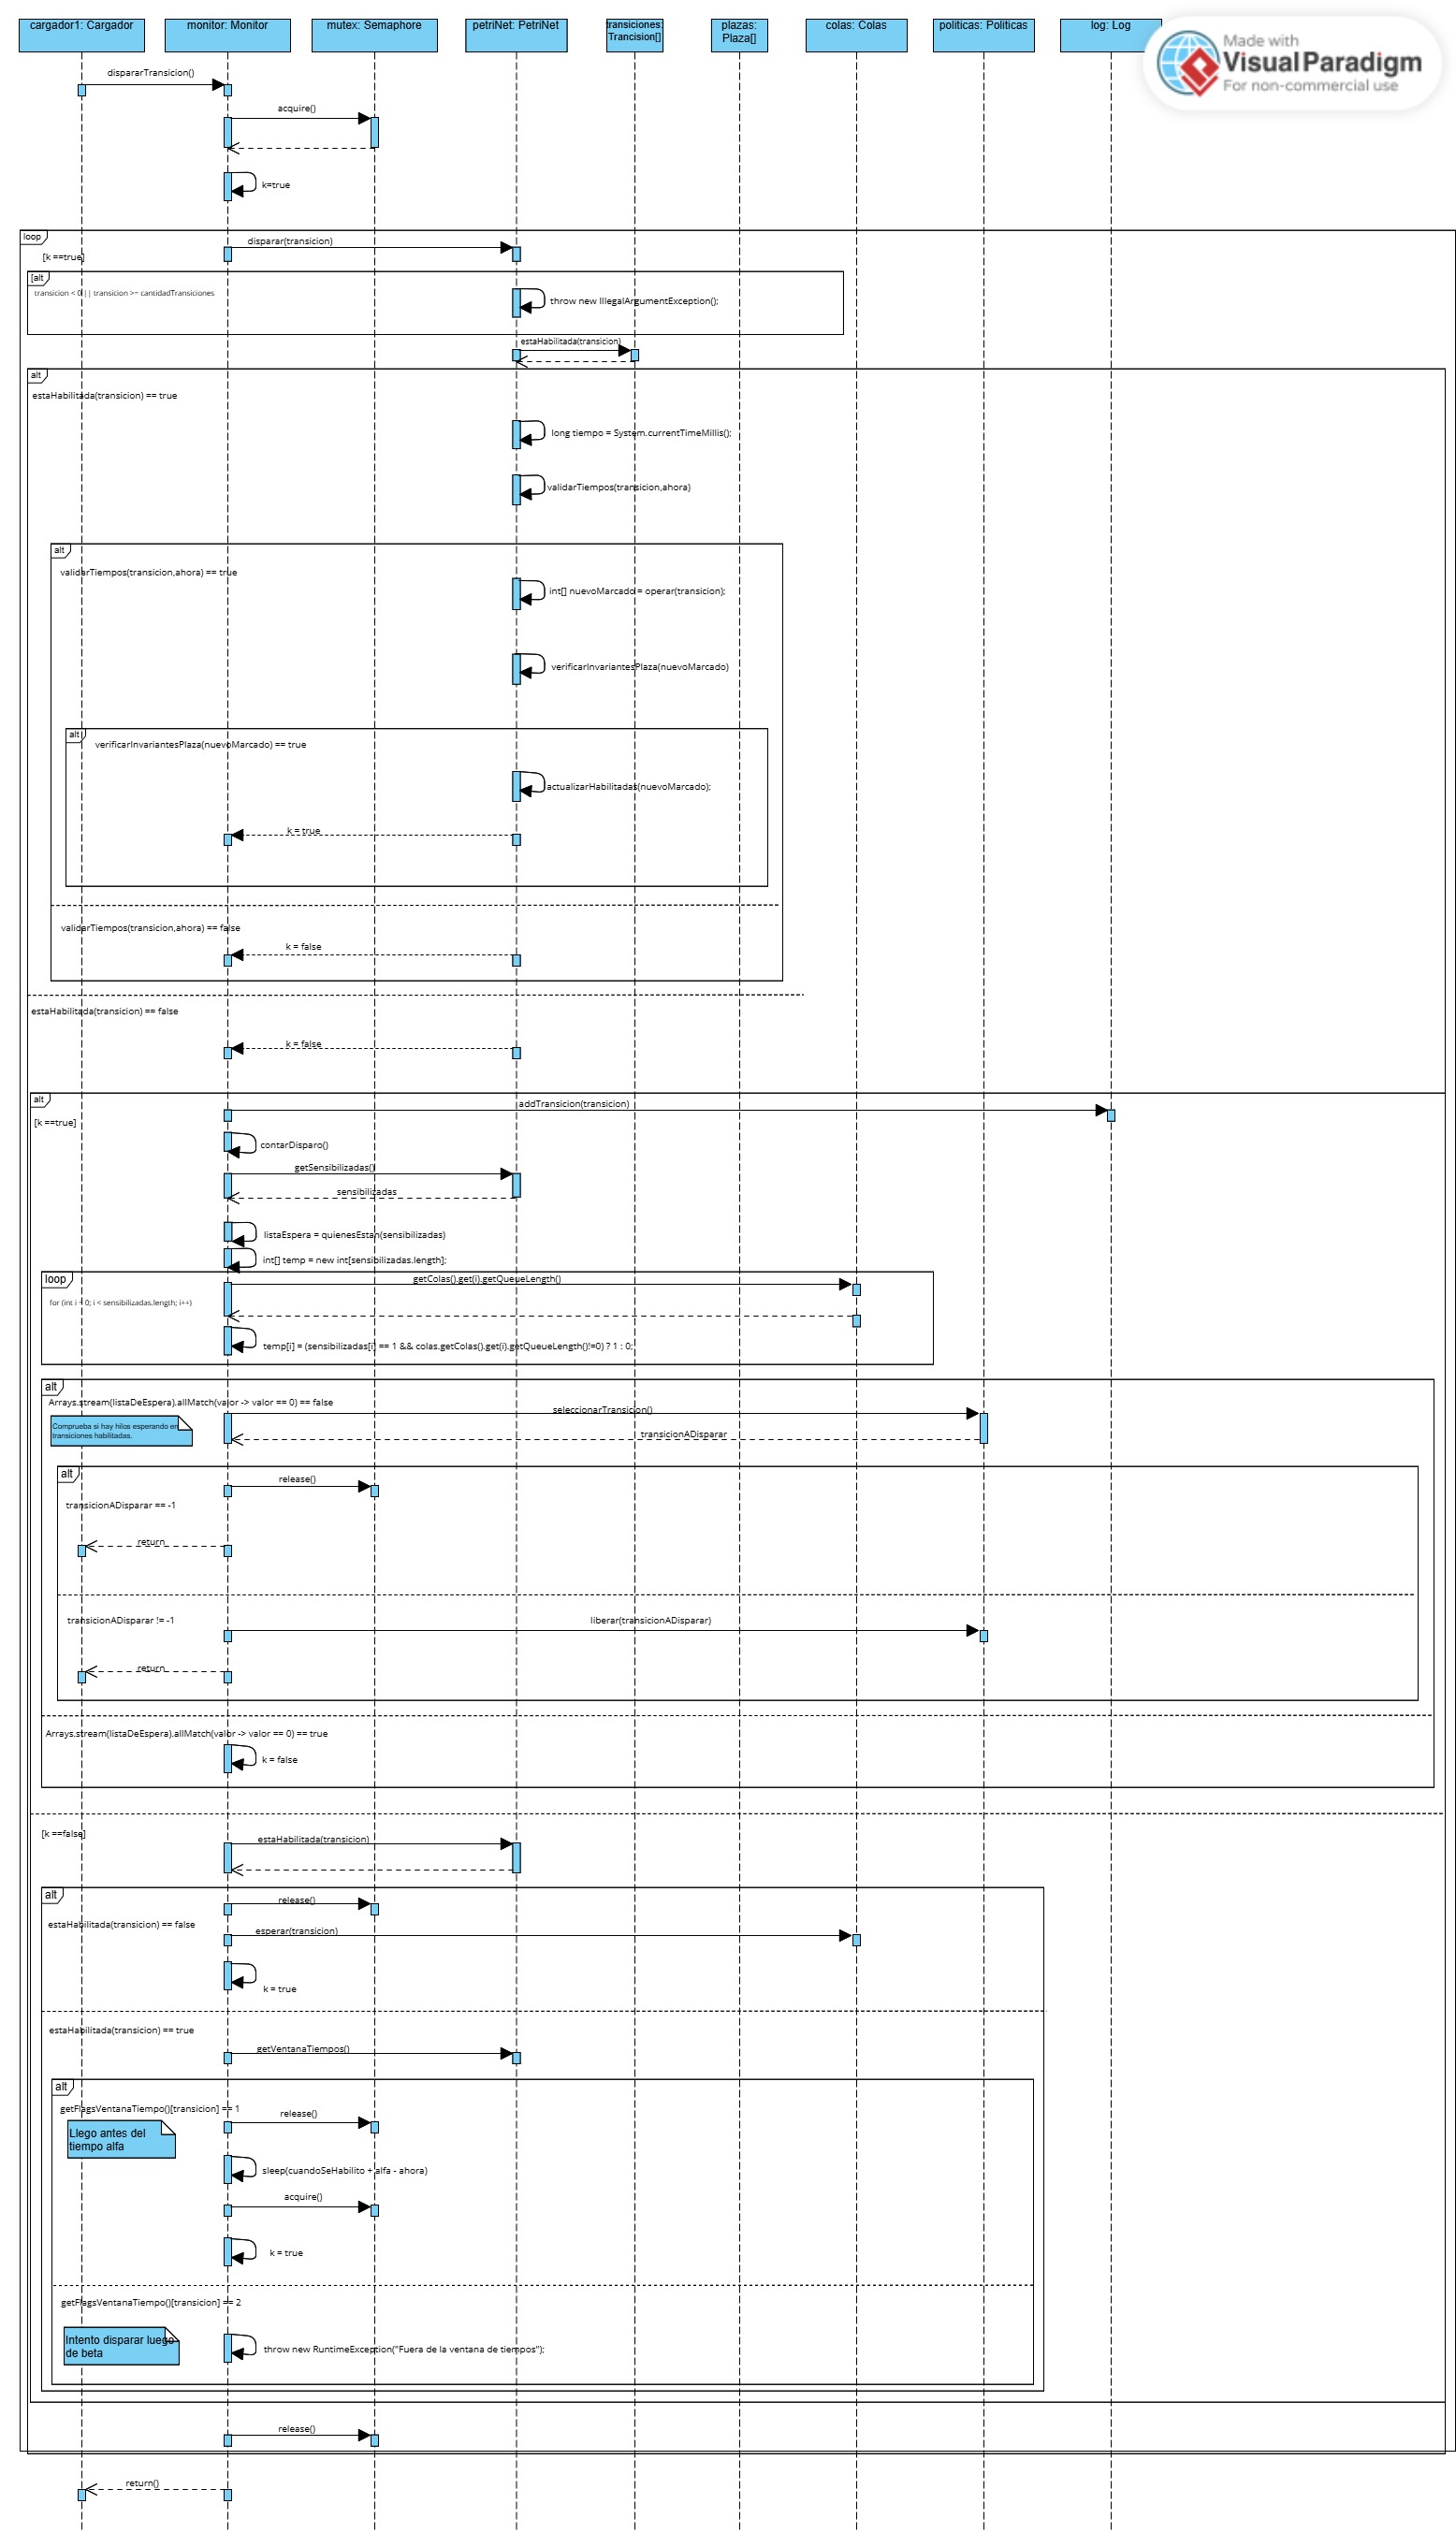 cargador1: Cargador
monitor: Monitor
mutex: Semaphore
petriNet: PetriNet
transiciones:
Trancision[]
plazas:
Plaza[]
colas: Colas
politicas: Politicas
log: Log
Made with
VisualParadigm
For non-commercial use
dispararTransicion()
acquire()
k=true
loop
disparar(transicion)
[k ==true]
[alt
transicion < 0 || transicion >= cantidadTransiciones
throw new IllegalArgumentException();
estaHabilitada(transicion)
alt
estaHabilitada(transicion) == true
long tiempo = System.currentTimeMillis();
validarTiempos(transicion,ahora)
alt
validarTiempos(transicion,ahora) == true
int[] nuevoMarcado = operar(transicion);
verificarInvariantesPlaza(nuevoMarcado)
alt
verificarInvariantesPlaza(nuevoMarcado) == true
actualizarHabilitadas(nuevoMarcado);
k = true
validarTiempos(transicion,ahora) == false
k = false
estaHabilitada(transicion) == false
k = false
alt
addTransicion(transicion)
[k ==true]
contarDisparo()
getSensibilizadas()
sensibilizadas
listaEspera = quienesEstan(sensibilizadas)
int[] temp = new int[sensibilizadas.length];
loop
getColas().get(i).getQueueLength()
for (int i = 0; i < sensibilizadas.length; i++)
temp[i] = (sensibilizadas[i] == 1 && colas.getColas().get(i).getQueueLength()!=0) ? 1 : 0;
alt
Arrays.stream(listaDeEspera).allMatch(valor -> valor == 0) == false
seleccionarTransicion()
Comprueba si hay hilos esperando en
transiciones habilitadas.
transicionADisparar
alt
release()
transicionADisparar == -1
return
transicionADisparar != -1
liberar(transicionADisparar)
return
Arrays.stream(listaDeEspera).allMatch(valor -> valor == 0) == true
k = false
[k ==false]
estaHabilitada(transicion)
alt
release()
estaHabilitada(transicion) == false
esperar(transicion)
k = true
estaHabilitada(transicion) == true
getVentanaTiempos()
alt
getFlagsVentanaTiempo()[transicion] == 1
release()
Llego antes del
tiempo alfa
sleep(cuandoSeHabilito + alfa - ahora)
acquire()
k = true
getFlagsVentanaTiempo()[transicion] == 2
Intento disparar luego
de beta
throw new RuntimeException("Fuera de la ventana de tiempos");
release()
return()